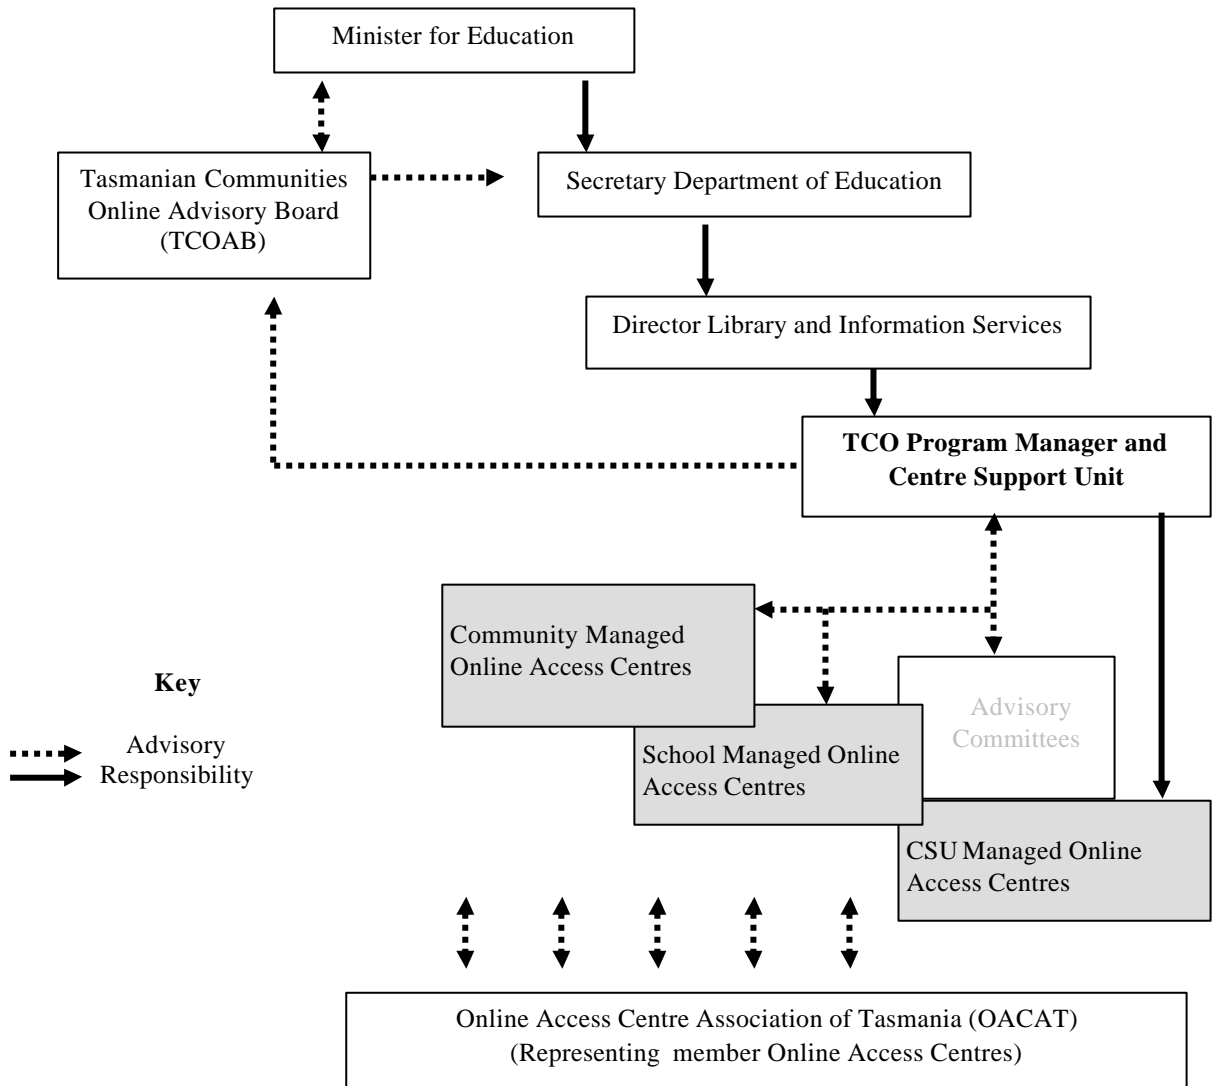 Minister for Education
Tasmanian Communities
Online Advisory Board
(TCOAB)
Secretary Department of Education
Director Library and Information Services
TCO Program Manager and
Centre Support Unit
Community Managed
Online Access Centres
Key
Advisory
Responsibility
Advisory
Committees
School Managed Online
Access Centres
CSU Managed Online
Access Centres
Online Access Centre Association of Tasmania (OACAT)
(Representing member Online Access Centres)